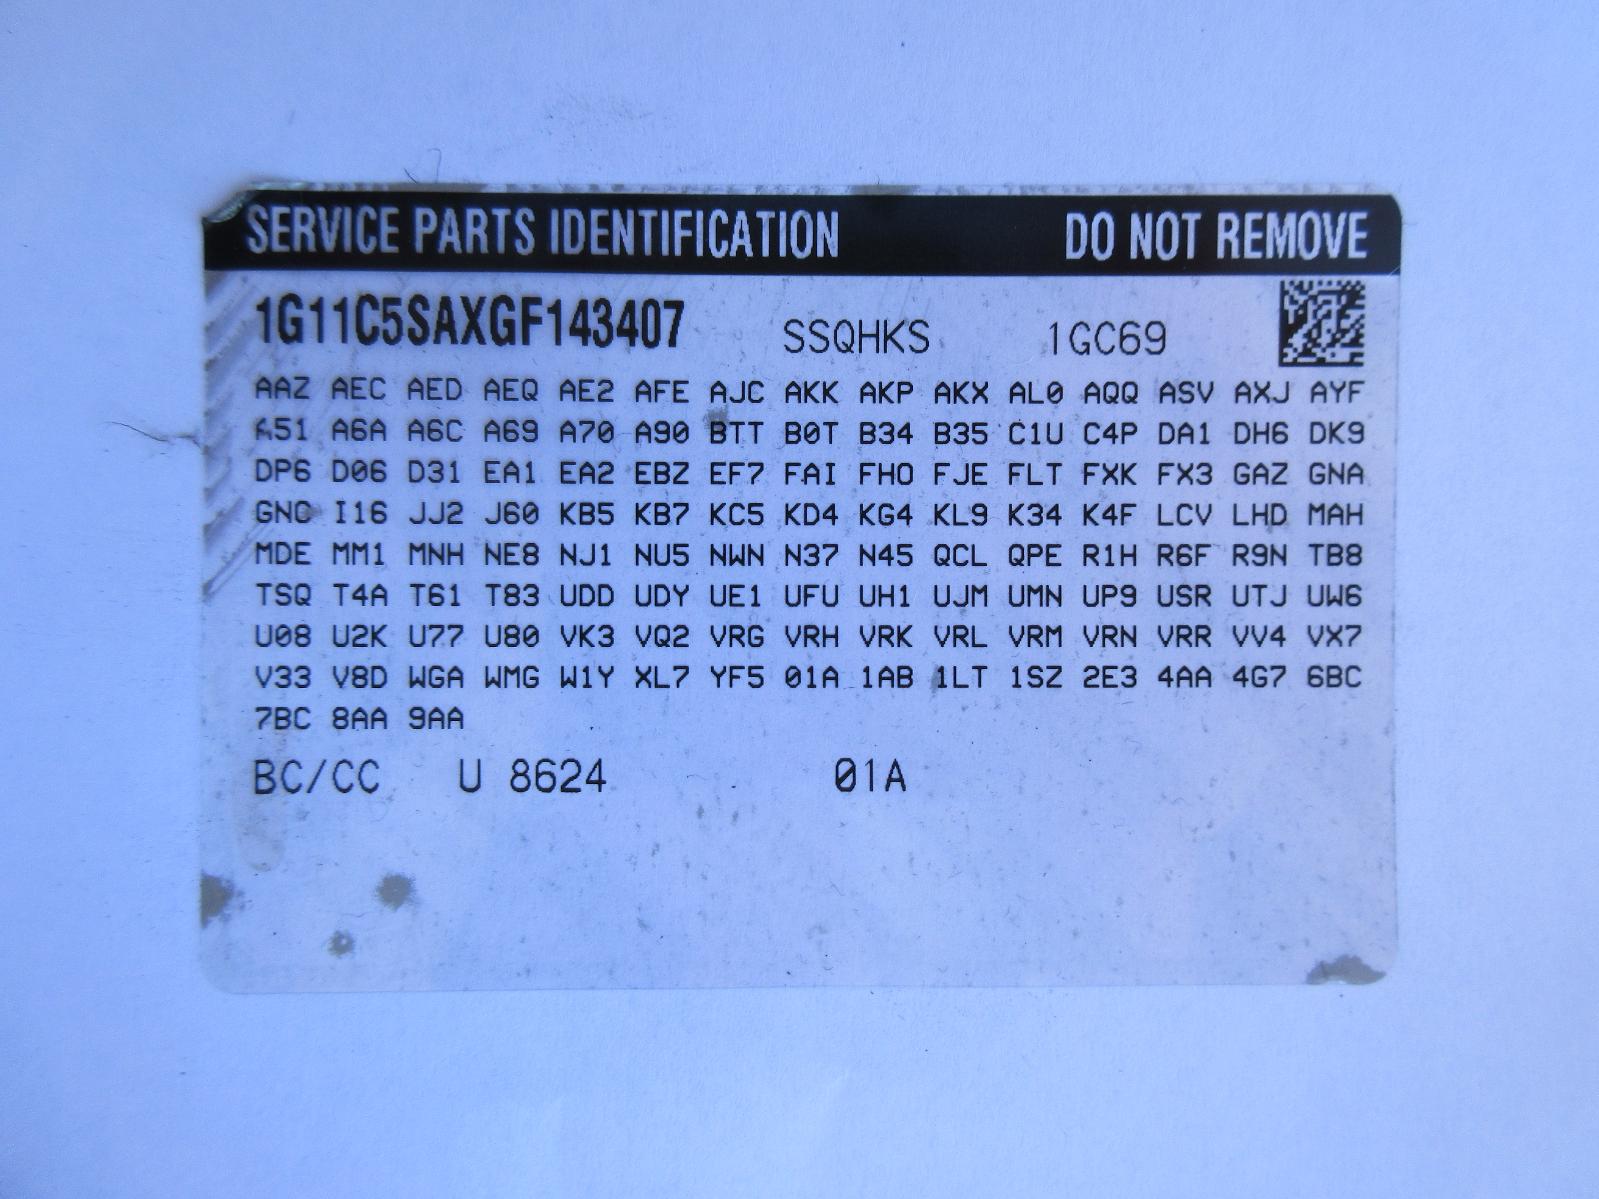 SERVICE PARTS IDENTIFICATION DO NOT REMOVE
1G11C5SAXGF143407 SSQHKS 1GC69
AAZ AEC AED AEQ AE2 AFE AJC AKK AKP AKX AL0 AQQ ASV AXJ AYF
A51 A6A A6C A69 A70 A90 BTT B0T B34 B35 C1U C4P DA1 DH6 DK9
DP6 D06 D31 EA1 EA2 EBZ EF7 FAI FHO FJE FLT FXK FX3 GAZ GNA
GNC I16 JJ2 J60 KB5 KB7 KC5 KD4 KG4 KL9 K34 K4F LCV LHD MAH
MDE MM1 MNH NE8 NJ1 NU5 NWN N37 N45 QCL QPE R1H R6F R9N TB8
TSQ T4A T61 T83 UDD UDY UE1 UFU UH1 UJM UMN UP9 USR UTJ UW6
U08 U2K U77 U80 VK3 VQ2 VRG VRH VRK VRL VRM VRN VRR VV4 VX7
V33 V8D WGA WMG W1Y XL7 YF5 01A 1AB 1LT 1SZ 2E3 4AA 4G7 6BC
7BC 8AA 9AA
BC/CC U 8624 01A